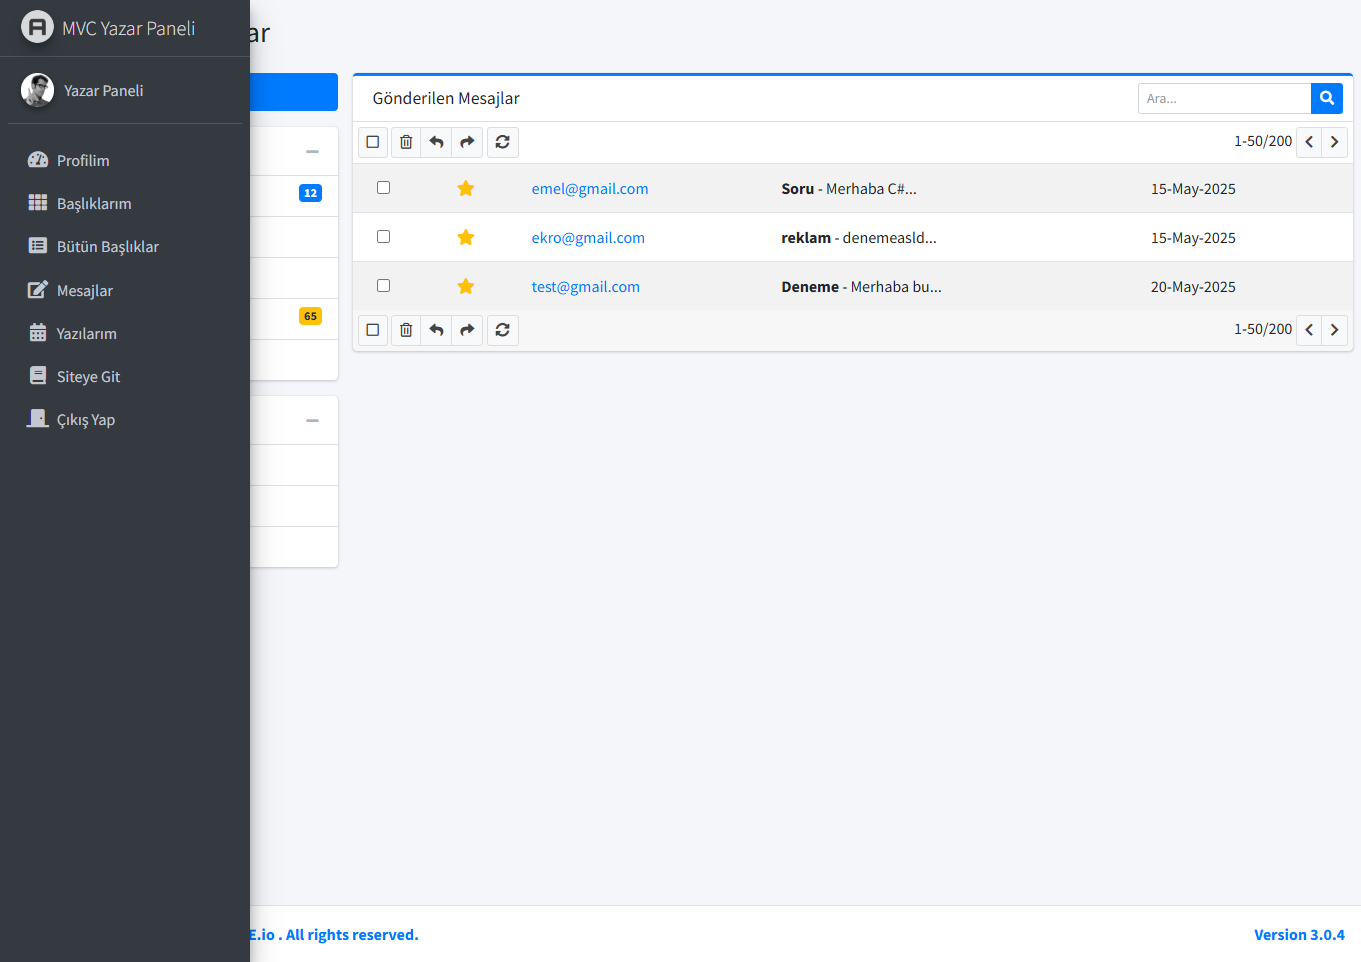 MVC Yazar Paneli
ar
Yazar Paneli
Profilim
Başlıklarım
Bütün Başlıklar
Mesajlar
Yazılarım
Siteye Git
Çıkış Yap
12
65
Gönderilen Mesajlar
Ara...
1-50/200
emel@gmail.com Soru - Merhaba C#... 15-May-2025
ekro@gmail.com reklam - denemeasld... 15-May-2025
test@gmail.com Deneme - Merhaba bu... 20-May-2025
1-50/200
E.io . All rights reserved.
Version 3.0.4